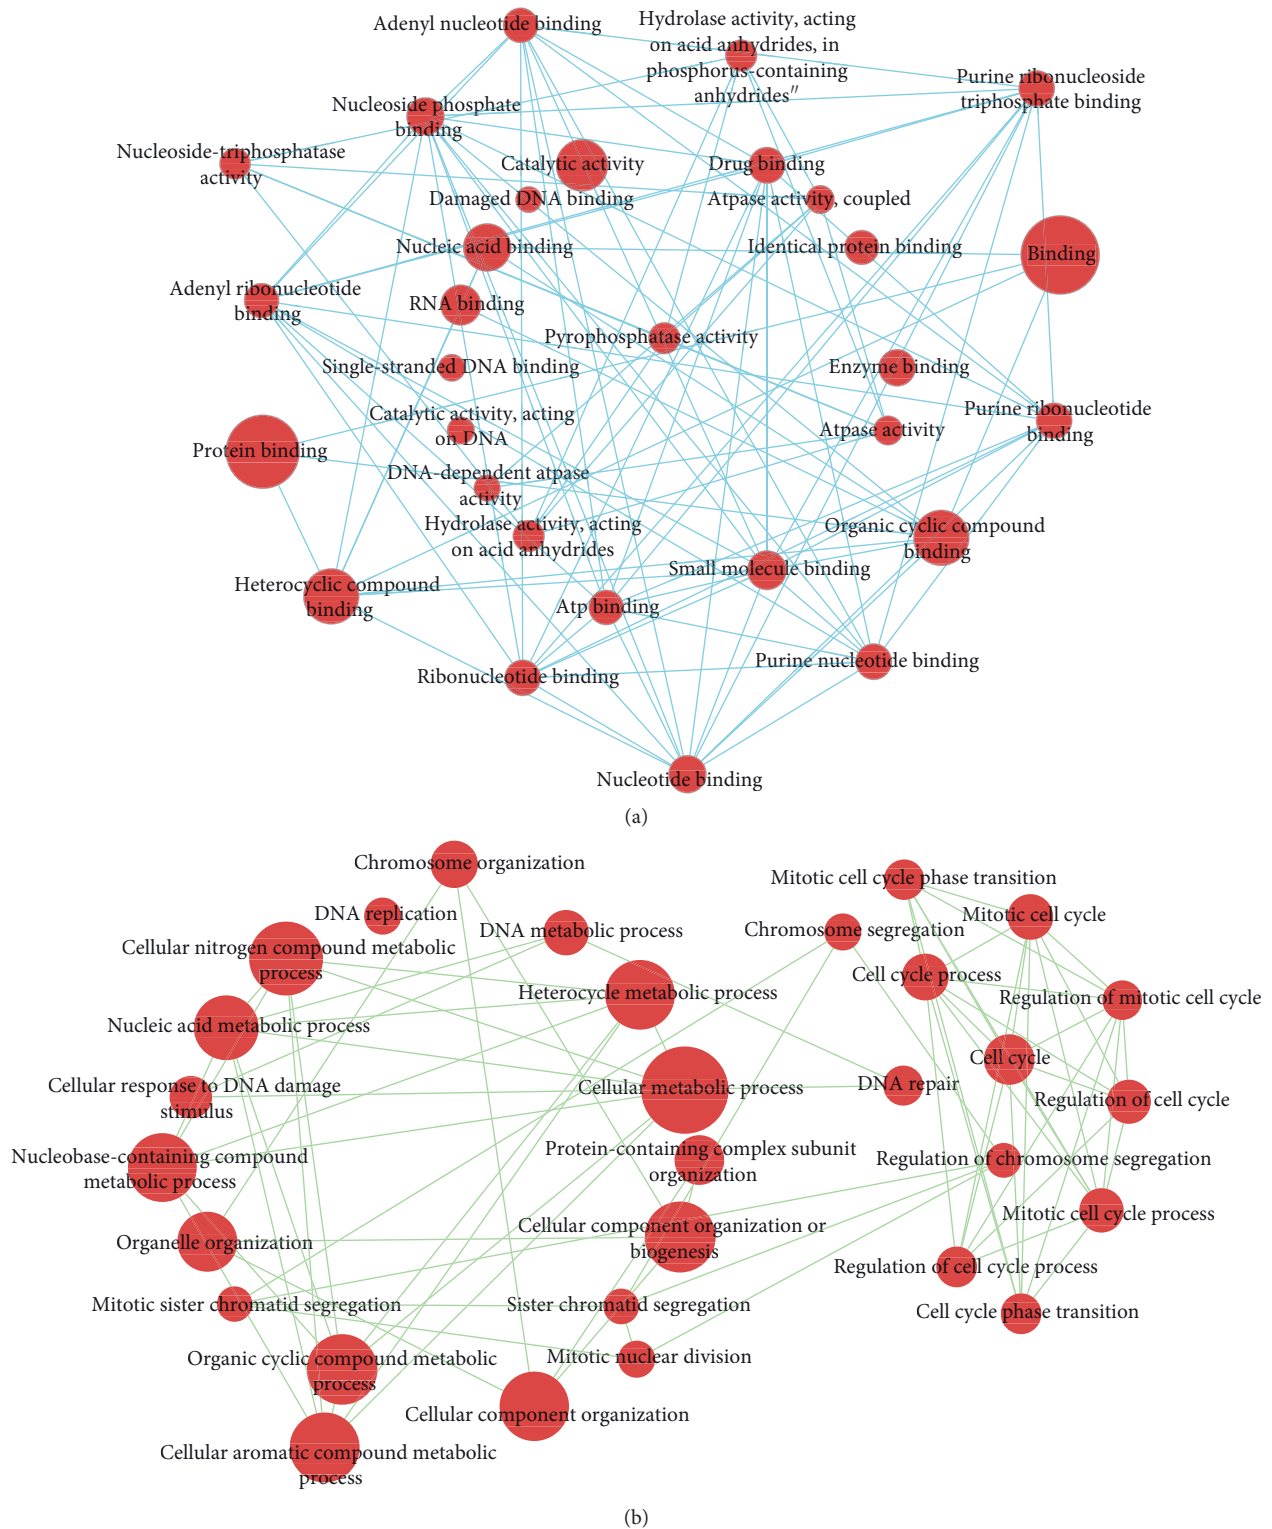 Adenyl nucleotide binding
Hydrolase activity, acting
on acid anhydrides, in
phosphorus-containing
anhydrides″
Purine ribonucleoside
triphosphate binding
Nucleoside phosphate
binding
Nucleoside-triphosphatase
activity
Catalytic activity
Drug binding
Damaged DNA binding
Atpase activity, coupled
Nucleic acid binding
Identical protein binding
Binding
Adenyl ribonucleotide
binding
RNA binding
Pyrophosphatase activity
Single-stranded DNA binding
Enzyme binding
Catalytic activity, acting
on DNA
Purine ribonucleotide
binding
Atpase activity
Protein binding
DNA-dependent atpase
activity
Hydrolase activity, acting
on acid anhydrides
Organic cyclic compound
binding
Small molecule binding
Heterocyclic compound
binding
Atp binding
Purine nucleotide binding
Ribonucleotide binding
Nucleotide binding
(a)
Chromosome organization
Mitotic cell cycle phase transition
DNA replication
Mitotic cell cycle
DNA metabolic process
Chromosome segregation
Cellular nitrogen compound metabolic
process
Cell cycle process
Heterocycle metabolic process
Regulation of mitotic cell cycle
Nucleic acid metabolic process
Cell cycle
Cellular response to DNA damage
stimulus
Cellular metabolic process
DNA repair
Regulation of cell cycle
Nucleobase-containing compound
metabolic process
Protein-containing complex subunit
organization
Regulation of chromosome segregation
Mitotic cell cycle process
Organelle organization
Cellular component organization or
biogenesis
Regulation of cell cycle process
Mitotic sister chromatid segregation
Sister chromatid segregation
Cell cycle phase transition
Organic cyclic compound metabolic
process
Mitotic nuclear division
Cellular component organization
Cellular aromatic compound metabolic
process
(b)